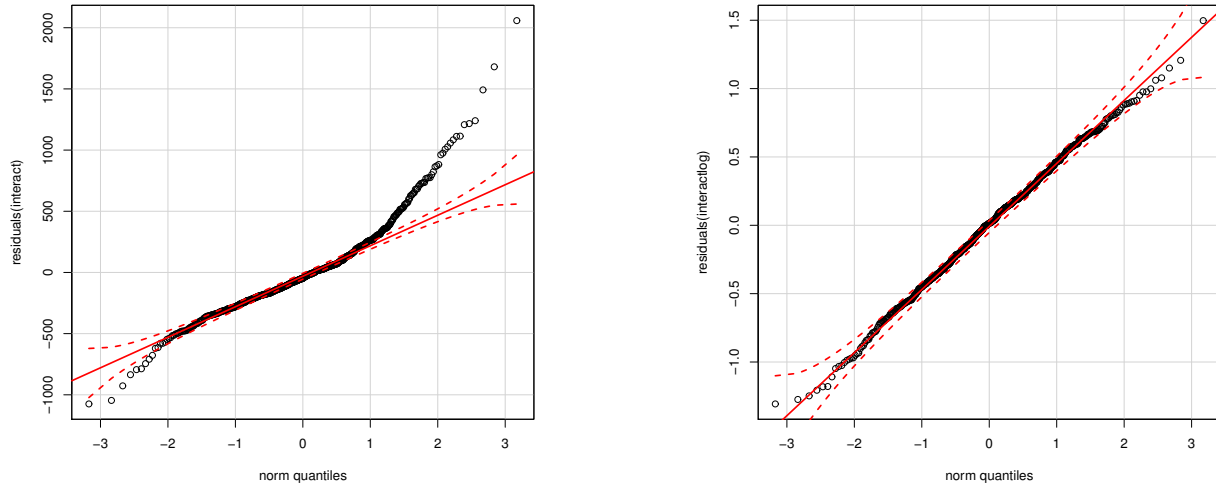 2000
1500
1000
500
0
−500
−1000
residuals(interact)
−3 −2 −1 0 1 2 3
norm quantiles
1.5
1.0
0.5
0.0
−0.5
−1.0
residuals(interactlog)
−3 −2 −1 0 1 2 3
norm quantiles